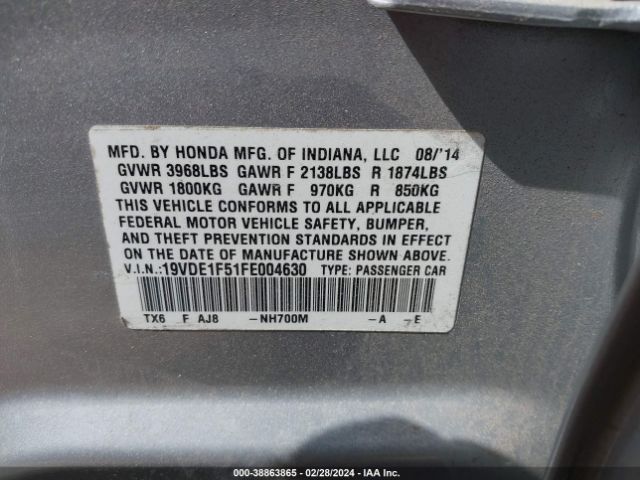 MFD. BY HONDA MFG. OF INDIANA, LLC 08/'14
GVWR 3968LBS GAWR F 2138LBS R 1874LBS
GVWR 1800KG GAWR F 970KG R 850KG
THIS VEHICLE CONFORMS TO ALL APPLICABLE
FEDERAL MOTOR VEHICLE SAFETY, BUMPER,
AND THEFT PREVENTION STANDARDS IN EFFECT
ON THE DATE OF MANUFACTURE SHOWN ABOVE.
V.I.N.:19VDE1F51FE004630 TYPE: PASSENGER CAR
TX6 F AJ8 -NH700M -A -E
000-38863865 - 02/28/2024 - IAA Inc.